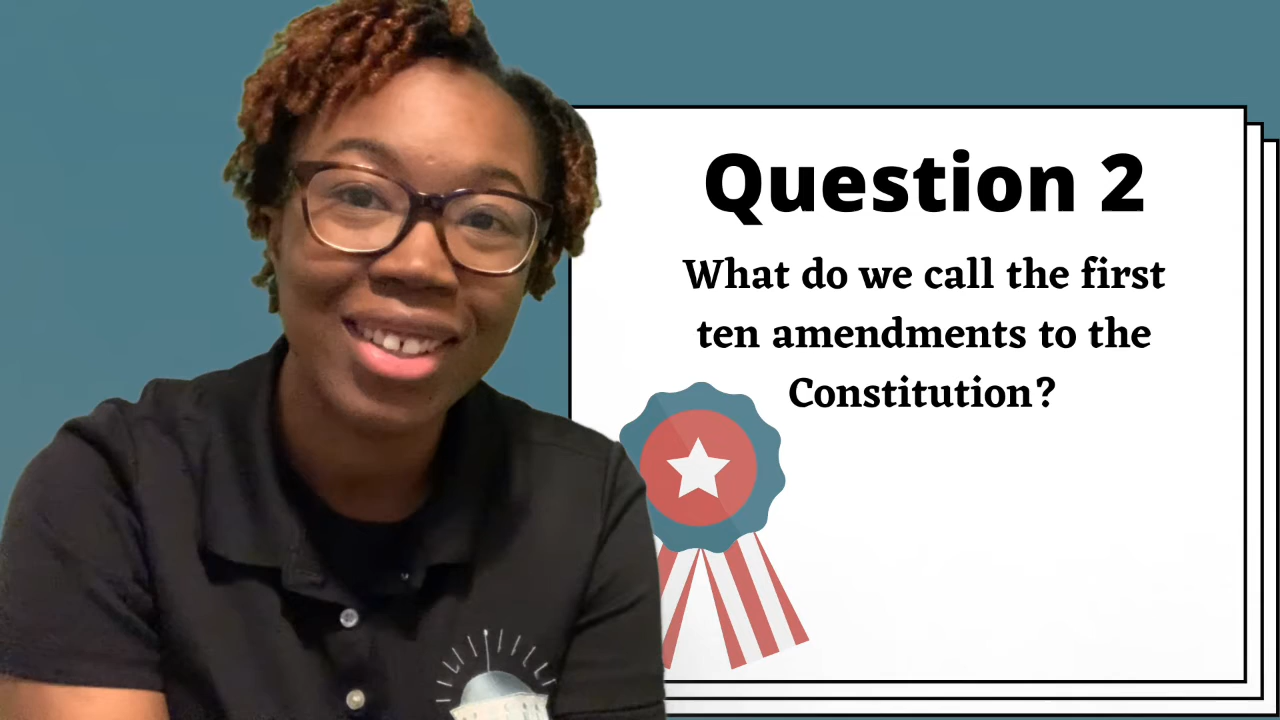 Question 2
What do we call the first
ten amendments to the
Constitution?